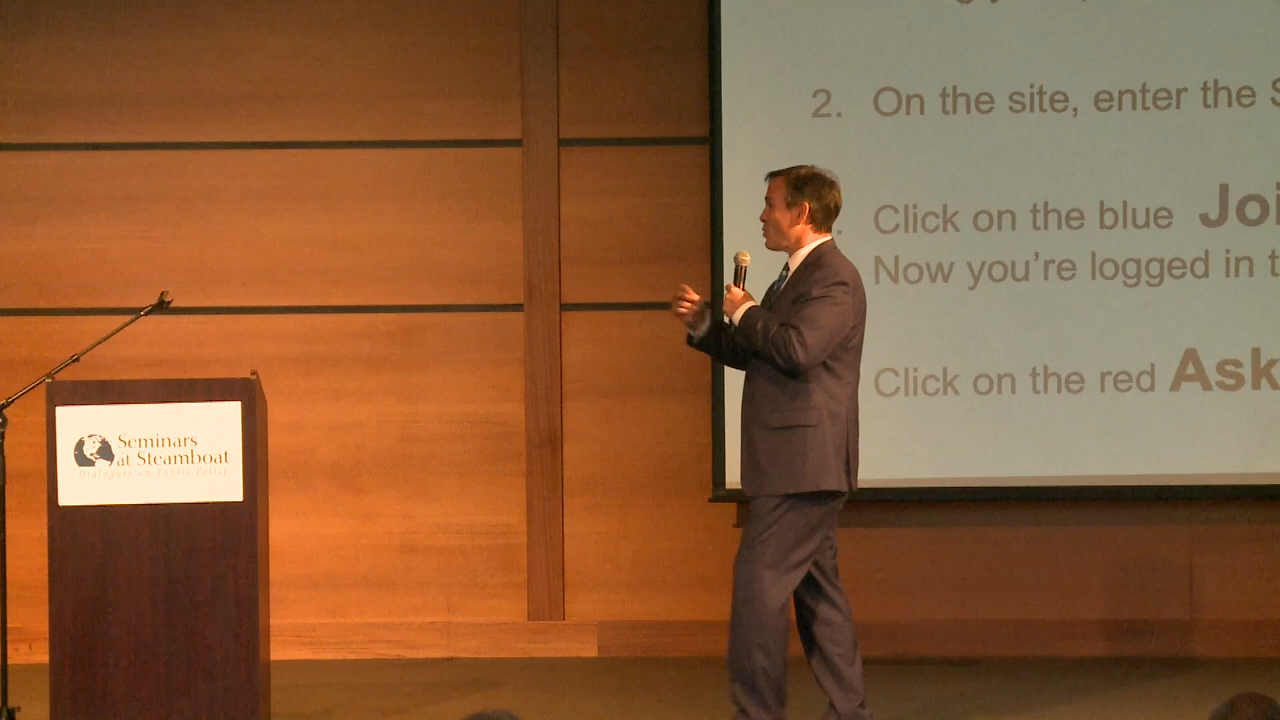 Seminars
at Steamboat
Dialogues on Public Policy
2. On the site, enter the S
Click on the blue Joi
Now you're logged in t
Click on the red Ask